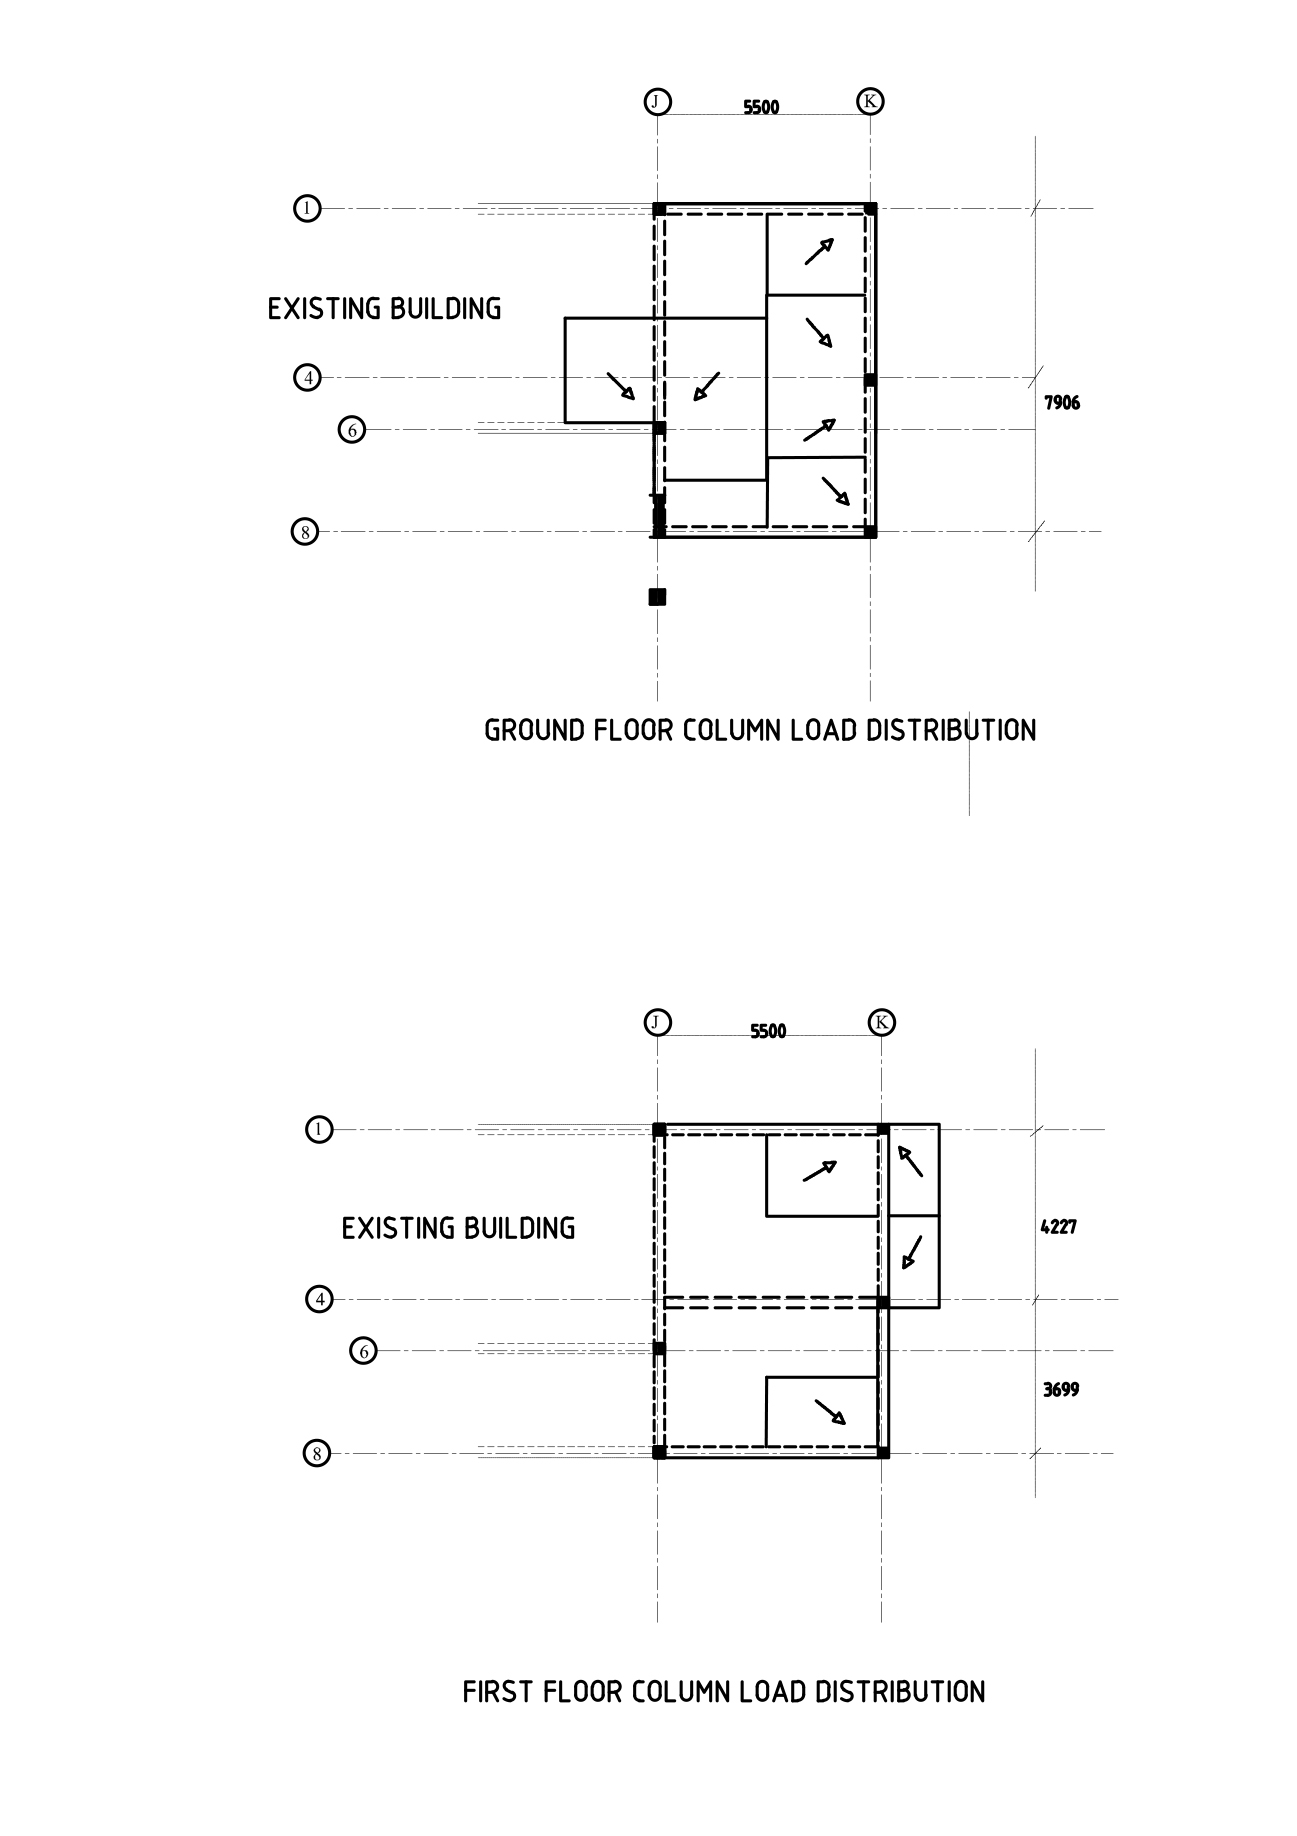 J
5500
K
1
EXISTING BUILDING
4
7906
6
8
GROUND FLOOR COLUMN LOAD DISTRIBUTION
J
5500
K
1
EXISTING BUILDING
4227
4
6
3699
8
FIRST FLOOR COLUMN LOAD DISTRIBUTION